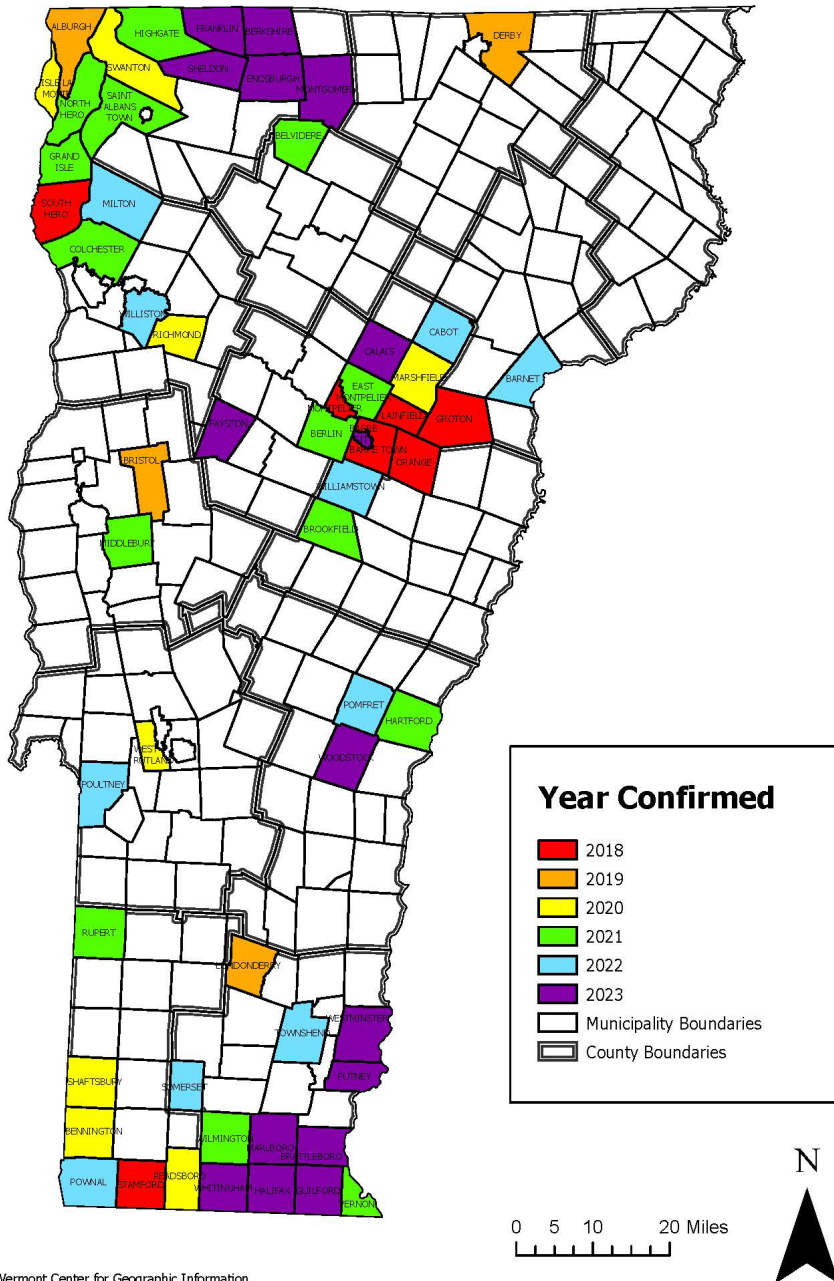 ALBURGH
HIGHGATE
FRANKLIN
BERKSHIRE
DERBY
SWANTON
SHELDON
ENOSBURGH
MONTGOMERY
ISLE LA
MOTTE
NORTH
HERO
SAINT
ALBANS
TOWN
BELVIDERE
GRAND
ISLE
SOUTH
HERO
MILTON
COLCHESTER
WILLISTON
RICHMOND
CABOT
CALAIS
MARSHFIELD
BARNET
EAST
MONTPELIER
MONTPELIER
PLAINFIELD
GROTON
FAYSTON
BERLIN
BARRE
BARRE TOWN
ORANGE
BRISTOL
WILLIAMSTOWN
BROOKFIELD
MIDDLEBURY
POMFRET
HARTFORD
WEST
RUTLAND
WOODSTOCK
POULTNEY
RUPERT
LONDONDERRY
TOWNSHEND
WESTMINSTER
SOMERSET
PUTNEY
SHAFTSBURY
BENNINGTON
WILMINGTON
MARLBORO
BRATTLEBORO
POWNAL
STAMFORD
READSBORO
WHITINGHAM
HALIFAX
GUILFORD
VERNON
Year Confirmed
2018
2019
2020
2021
2022
2023
Municipality Boundaries
County Boundaries
N
0 5 10 20 Miles
Vermont Center for Geographic Information